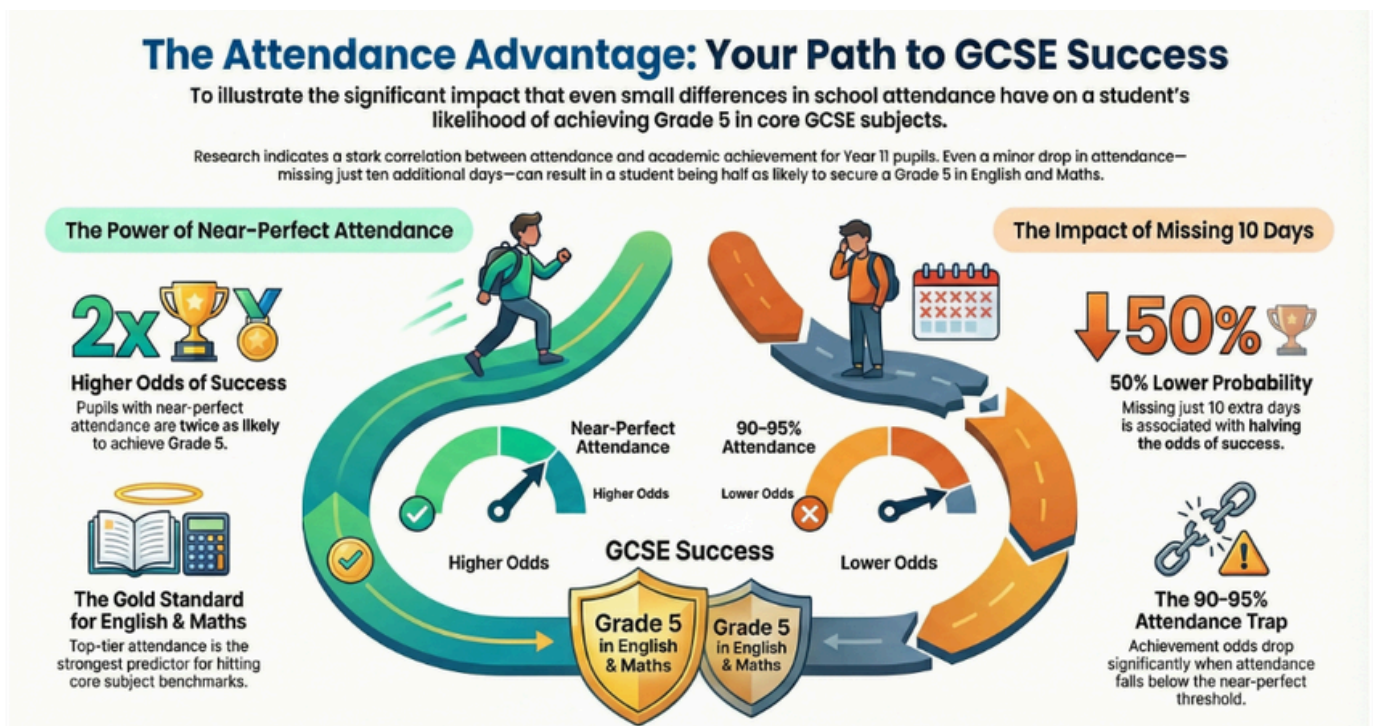 The Attendance Advantage: Your Path to GCSE Success
To illustrate the significant impact that even small differences in school attendance have on a student's
likelihood of achieving Grade 5 in core GCSE subjects.
Research indicates a stark correlation between attendance and academic achievement for Year 11 pupils. Even a minor drop in attendance—
missing just ten additional days—can result in a student being half as likely to secure a Grade 5 in English and Maths.
The Power of Near-Perfect Attendance
2x
Higher Odds of Success
Pupils with near-perfect
attendance are twice as likely
to achieve Grade 5.
The Gold Standard
for English & Maths
Top-tier attendance is the
strongest predictor for hitting
core subject benchmarks.
Near-Perfect
Attendance
Higher Odds
Higher Odds
90-95%
Attendance
Lower Odds
Lower Odds
GCSE Success
Grade 5
in English
& Maths
Grade 5
in English
& Maths
The Impact of Missing 10 Days
50%
50% Lower Probability
Missing just 10 extra days
is associated with halving
the odds of success.
The 90-95%
Attendance Trap
Achievement odds drop
significantly when attendance
falls below the near-perfect
threshold.